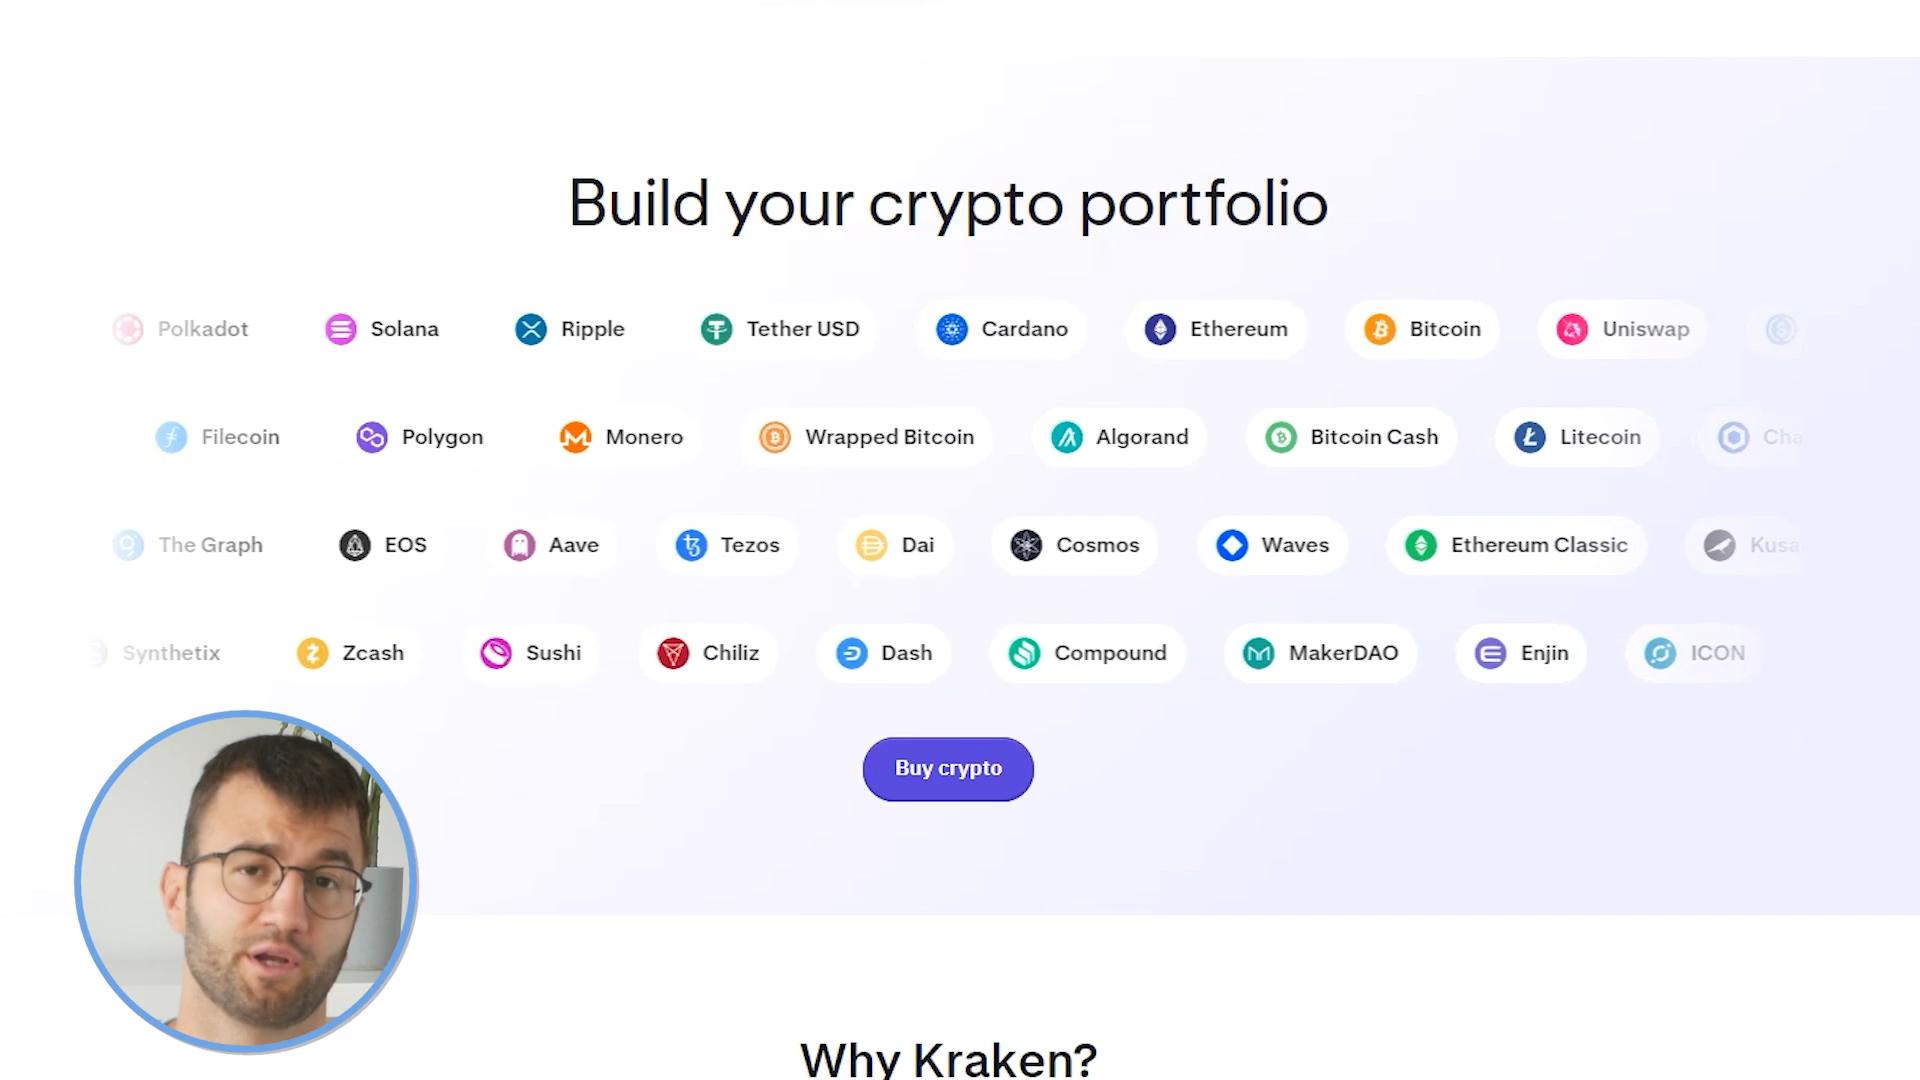 Build your crypto portfolio
Polkadot Solana Ripple Tether USD Cardano Ethereum Bitcoin Uniswap
Filecoin Polygon Monero Wrapped Bitcoin Algorand Bitcoin Cash Litecoin Cha
The Graph EOS Aave Tezos Dai Cosmos Waves Ethereum Classic Kusa
Synthetix Zcash Sushi Chiliz Dash Compound MakerDAO Enjin ICON
Buy crypto
Why Kraken?